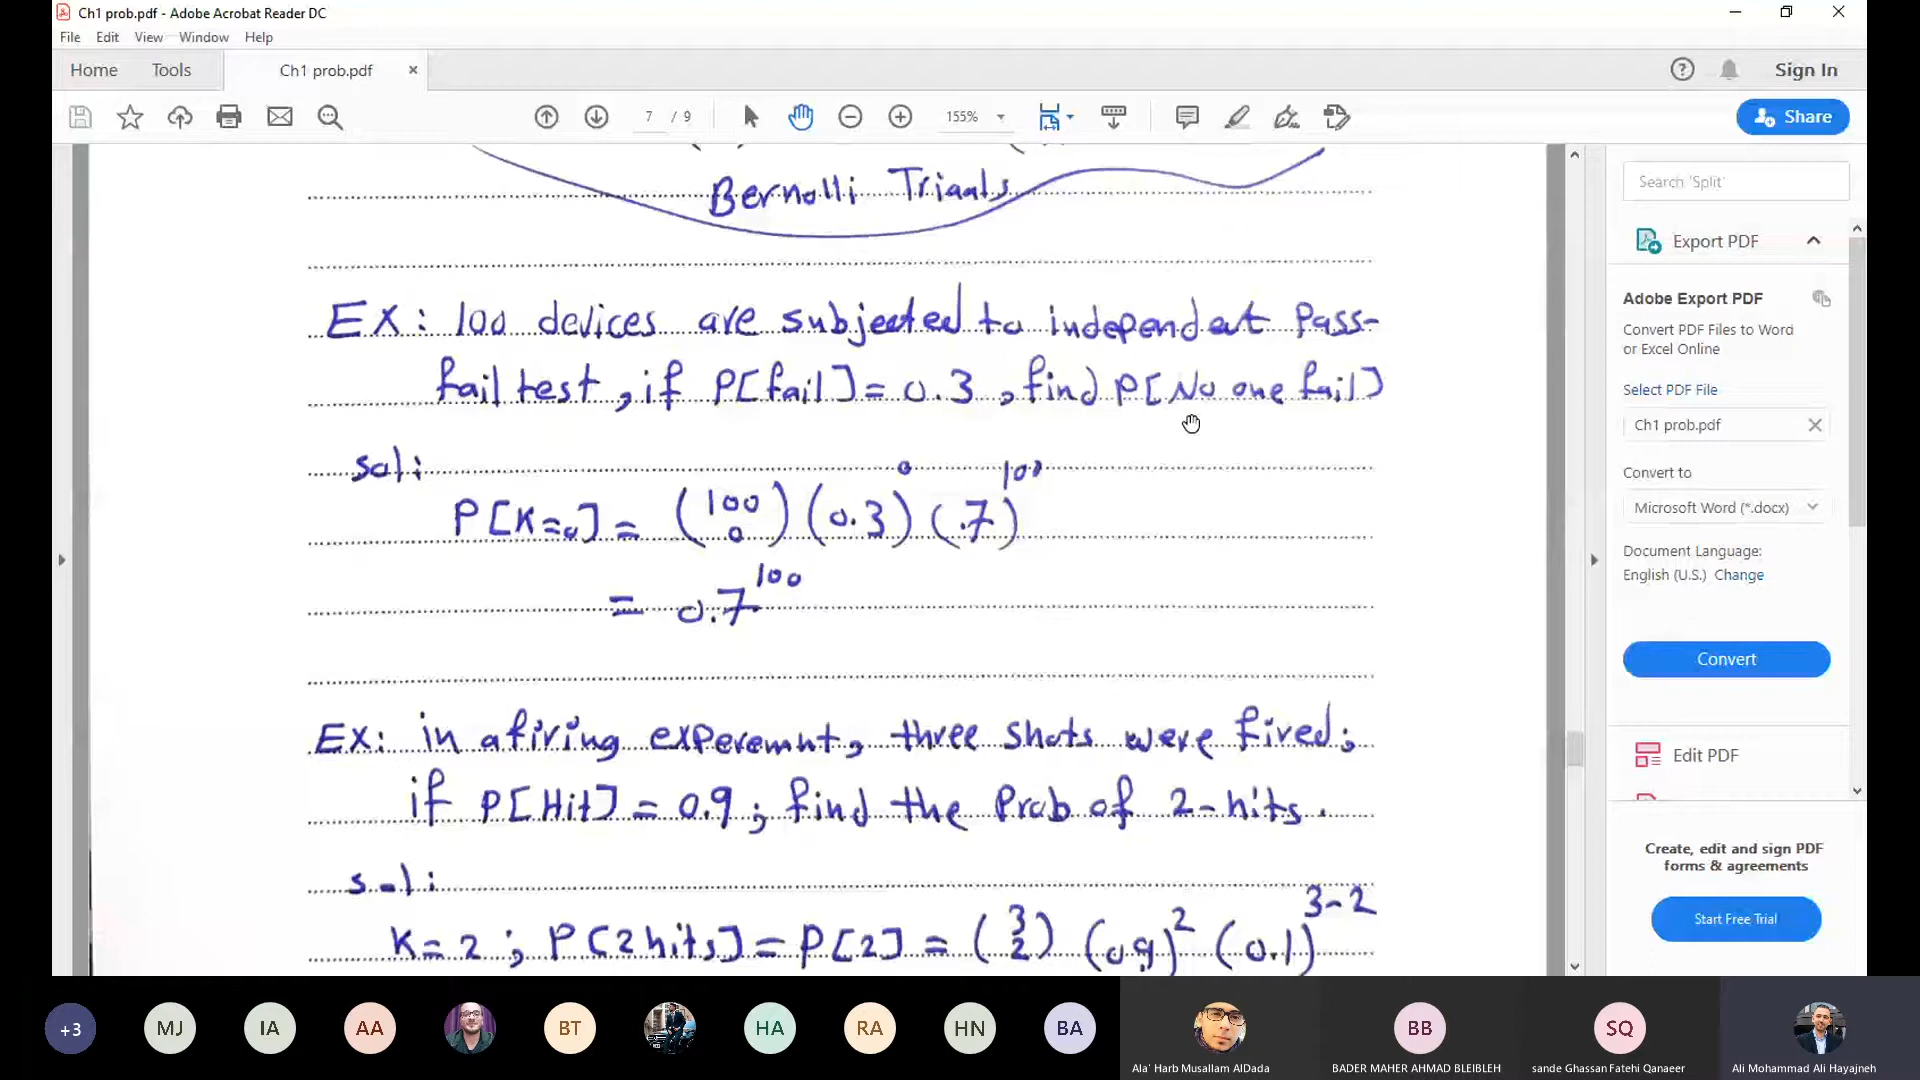 Ch1 prob.pdf - Adobe Acrobat Reader DC
File Edit View Window Help
Home Tools Ch1 prob.pdf
Sign In
7 / 9 155%
Share
Bernolli Triaals
EX: 100 devices are subjected to independent Pass-
fail test, if P[fail] = 0.3, find P[No one fail]
sol:
P[K=0] = (100 0) (0.3)^0 (.7)^100
= 0.7^100
EX: in a firing experemnt, three shots were fired;
if P[Hit] = 0.9; find the Prob of 2-hits.
sol:
K=2; P[2 hits] = P[2] = (3 2) (0.9)^2 (0.1)^3-2
Search 'Split'
Export PDF
Adobe Export PDF
Convert PDF Files to Word
or Excel Online
Select PDF File
Ch1 prob.pdf
Convert to
Microsoft Word (*.docx)
Document Language:
English (U.S.) Change
Convert
Edit PDF
Create, edit and sign PDF
forms & agreements
Start Free Trial
+3 MJ IA AA BT HA RA HN BA BB SQ
Ala' Harb Musallam AlDada
BADER MAHER AHMAD BLEIBLEH
sande Ghassan Fatehi Qanaeer
Ali Mohammad Ali Hayajneh